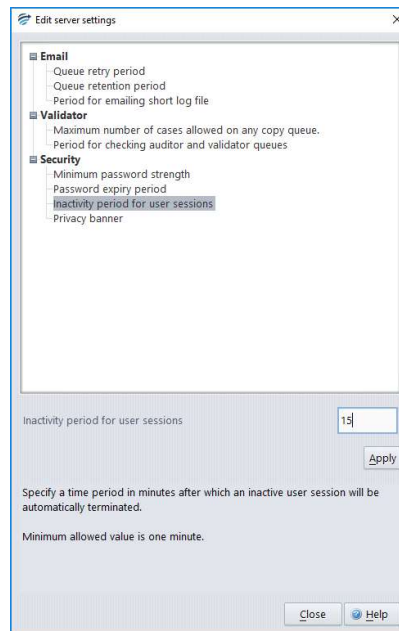 Edit server settings
Email
Queue retry period
Queue retention period
Period for emailing short log file
Validator
Maximum number of cases allowed on any copy queue.
Period for checking auditor and validator queues
Security
Minimum password strength
Password expiry period
Inactivity period for user sessions
Privacy banner
Inactivity period for user sessions 15
Apply
Specify a time period in minutes after which an inactive user session will be
automatically terminated.
Minimum allowed value is one minute.
Close Help